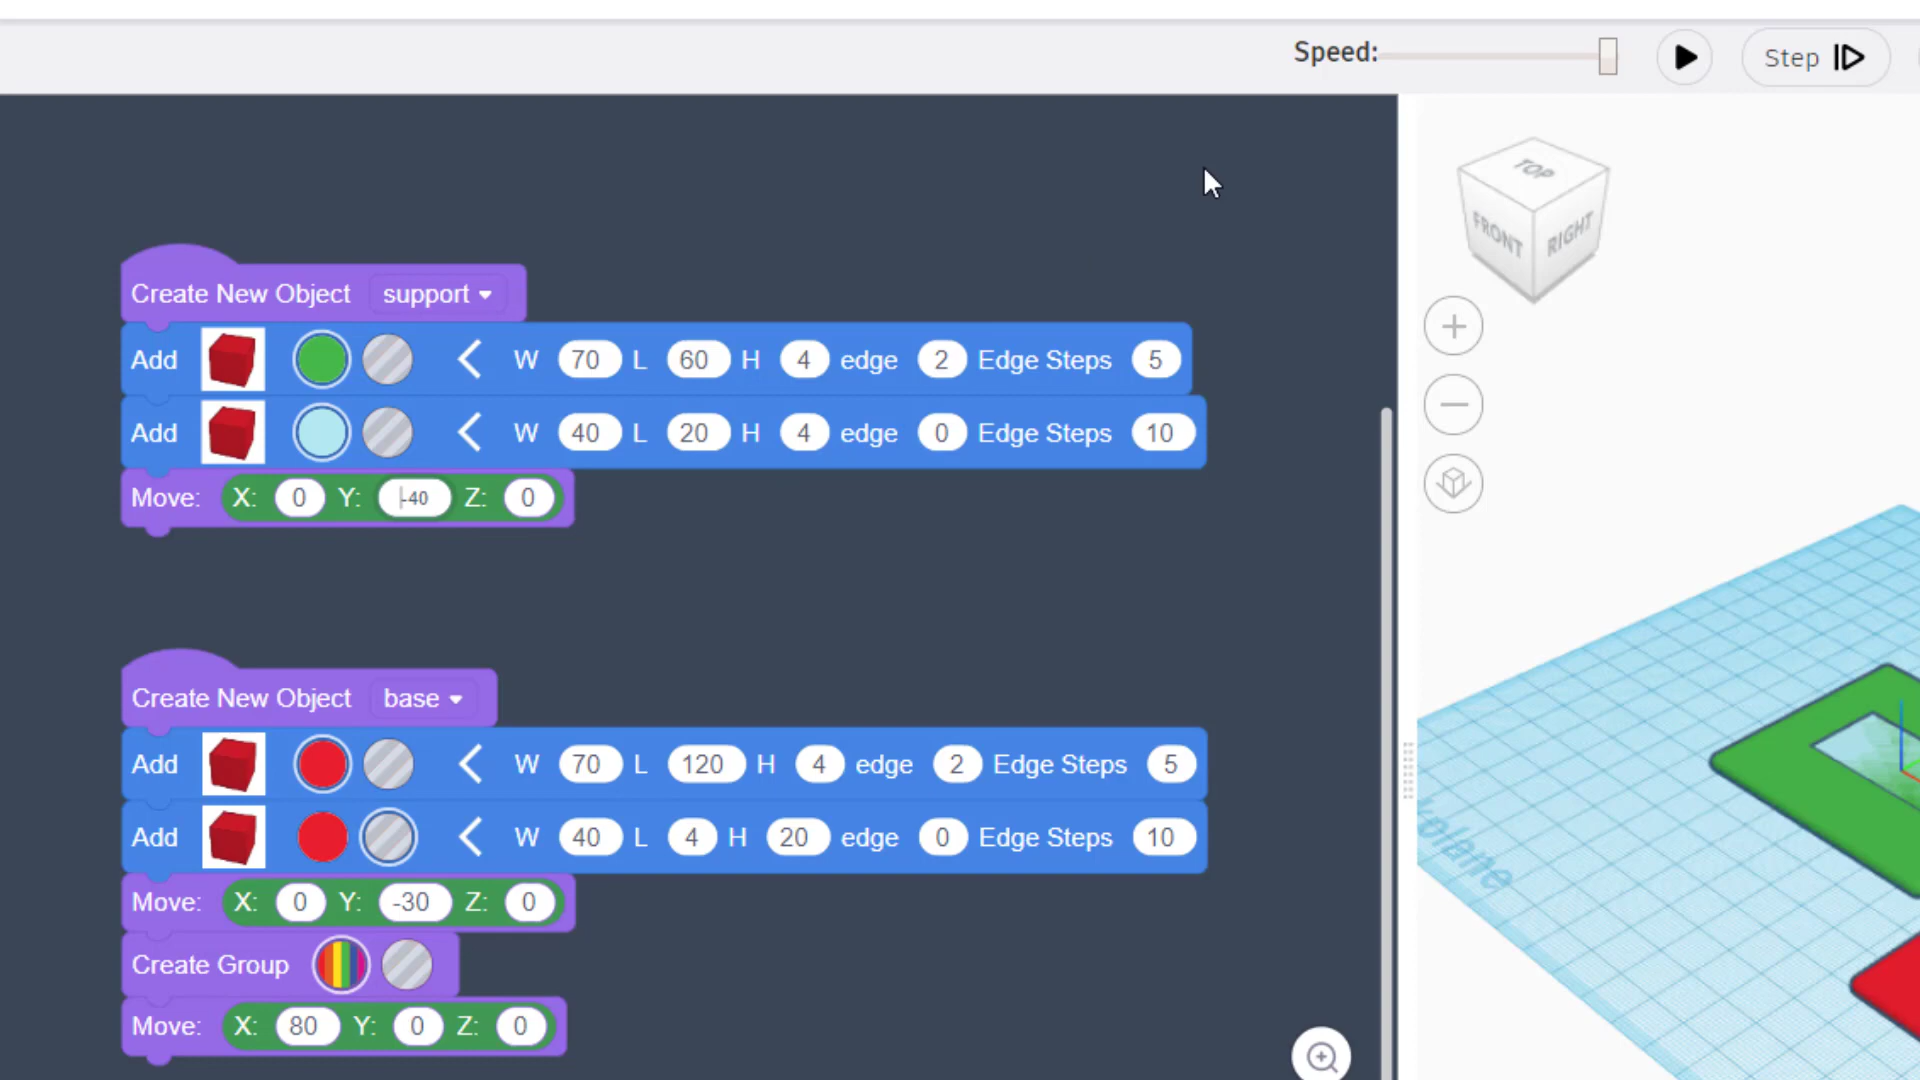 Speed:
Step
TOP
FRONT RIGHT
Create New Object support
Add W 70 L 60 H 4 edge 2 Edge Steps 5
Add W 40 L 20 H 4 edge 0 Edge Steps 10
Move: X: 0 Y: -40 Z: 0
Create New Object base
Add W 70 L 120 H 4 edge 2 Edge Steps 5
Add W 40 L 4 H 20 edge 0 Edge Steps 10
Move: X: 0 Y: -30 Z: 0
Create Group
Move: X: 80 Y: 0 Z: 0